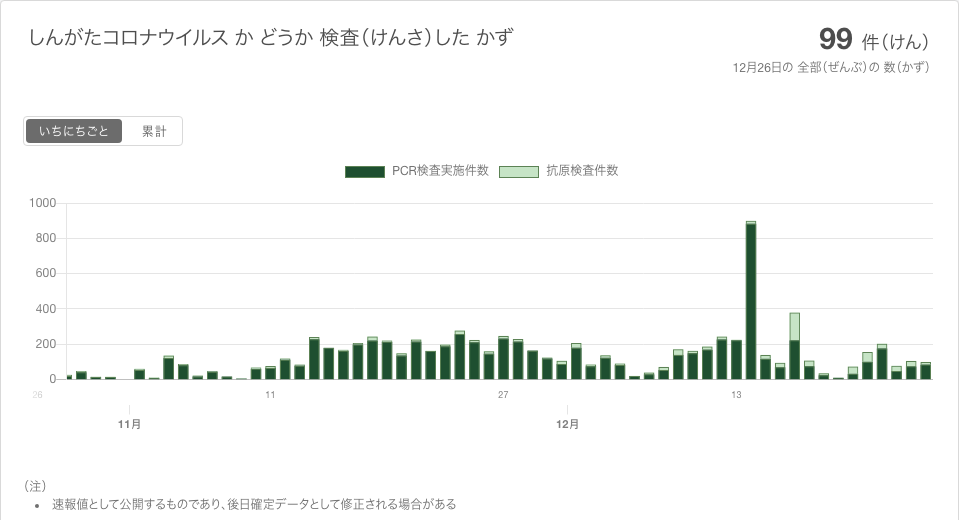 しんがたコロナウイルス か どうか 検査（けんさ）した かず
99 件（けん）
12月26日の 全部（ぜんぶ）の 数（かず）
いちにちごと 累計
PCR検査実施件数 抗原検査件数
1000
800
600
400
200
0
26 11 27 13
11月 12月
（注）
• 速報値として公開するものであり、後日確定データとして修正される場合がある